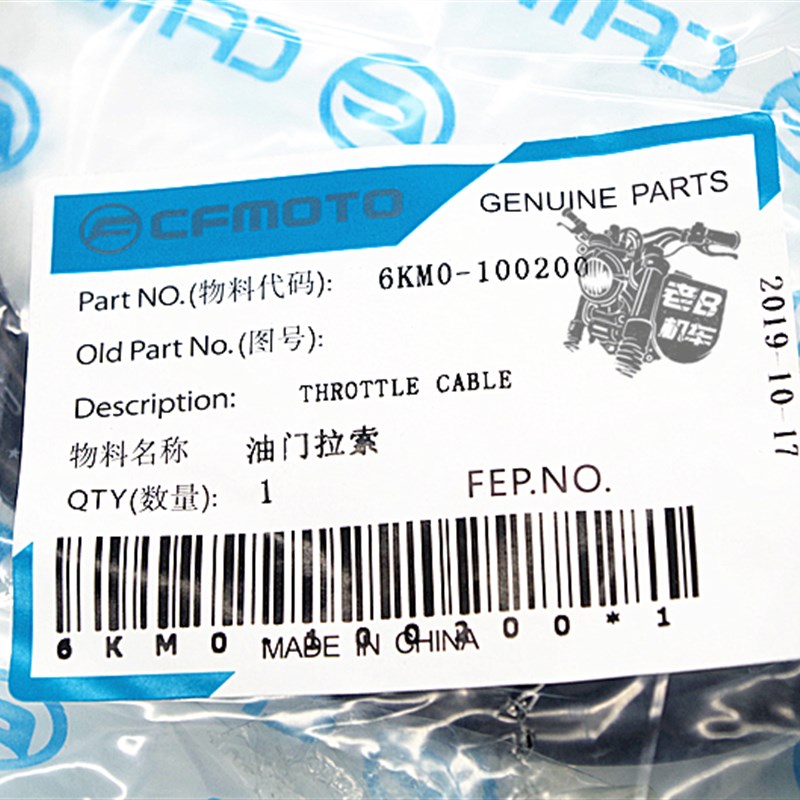 CFMOTO
GENUINE PARTS
Part NO.(物料代码): 6KM0-100200
Old Part No.(图号):
Description: THROTTLE CABLE
物料名称 油门拉索
QTY(数量): 1
FEP.NO.
6KM0-100200*1
MADE IN CHINA
2019-10-17
老B
机车